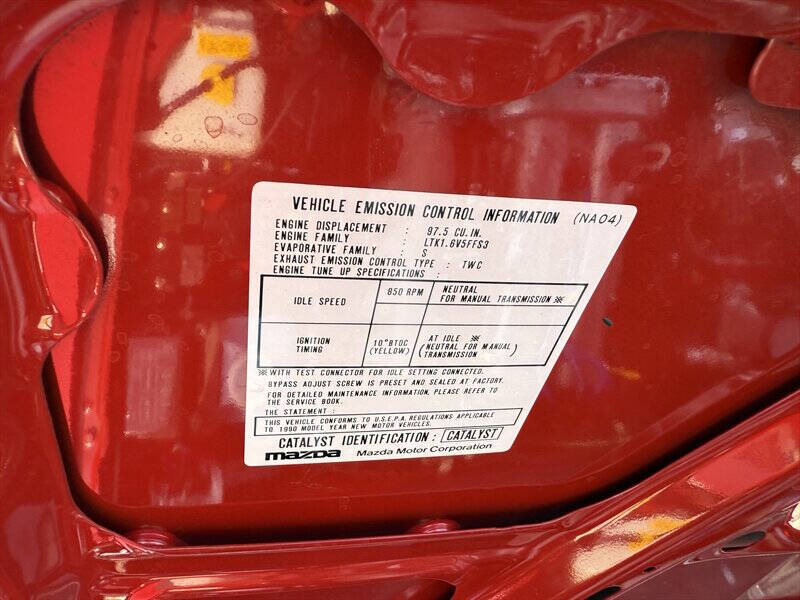 VEHICLE EMISSION CONTROL INFORMATION (NA04)
ENGINE DISPLACEMENT : 97.5 CU.IN.
ENGINE FAMILY : LTK1.6V5FFS3
EVAPORATIVE FAMILY : S
EXHAUST EMISSION CONTROL TYPE : TWC
ENGINE TUNE UP SPECIFICATIONS :
IDLE SPEED 850 RPM NEUTRAL
FOR MANUAL TRANSMISSION ※
IGNITION TIMING 10°BTDC (YELLOW) AT IDLE ※
(NEUTRAL FOR MANUAL TRANSMISSION)
※WITH TEST CONNECTOR FOR IDLE SETTING CONNECTED.
BYPASS ADJUST SCREW IS PRESET AND SEALED AT FACTORY.
FOR DETAILED MAINTENANCE INFORMATION, PLEASE REFER TO
THE SERVICE BOOK.
THE STATEMENT :
THIS VEHICLE CONFORMS TO U.S.E.P.A. REGULATIONS APPLICABLE
TO 1990 MODEL YEAR NEW MOTOR VEHICLES.
CATALYST IDENTIFICATION : CATALYST
mazda Mazda Motor Corporation